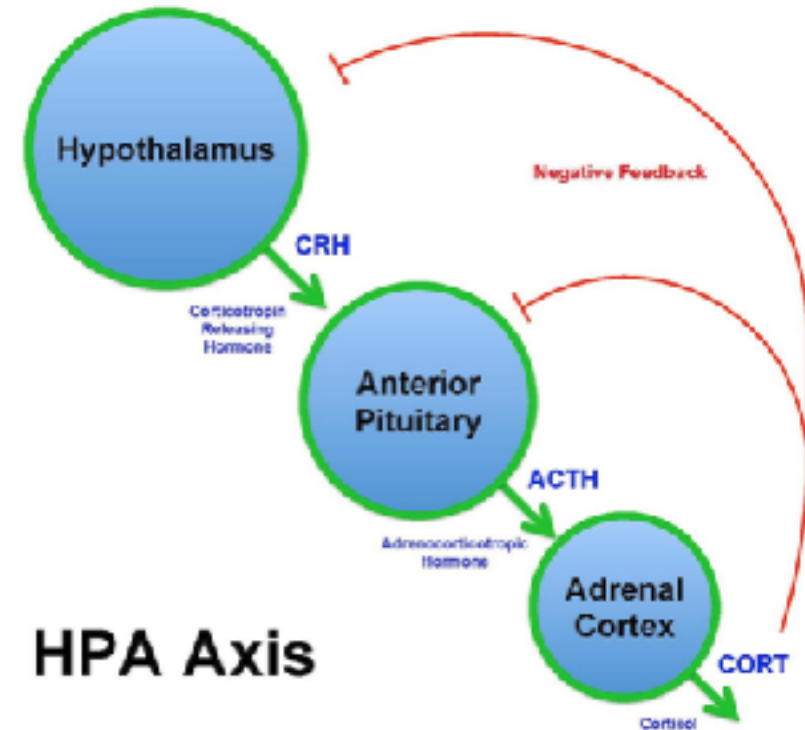 Hypothalamus
Negative Feedback
CRH
Corticotropin
Releasing
Hormone
Anterior
Pituitary
ACTH
Adrenocorticotropic
Hormone
Adrenal
Cortex
HPA Axis
CORT
Cortisol